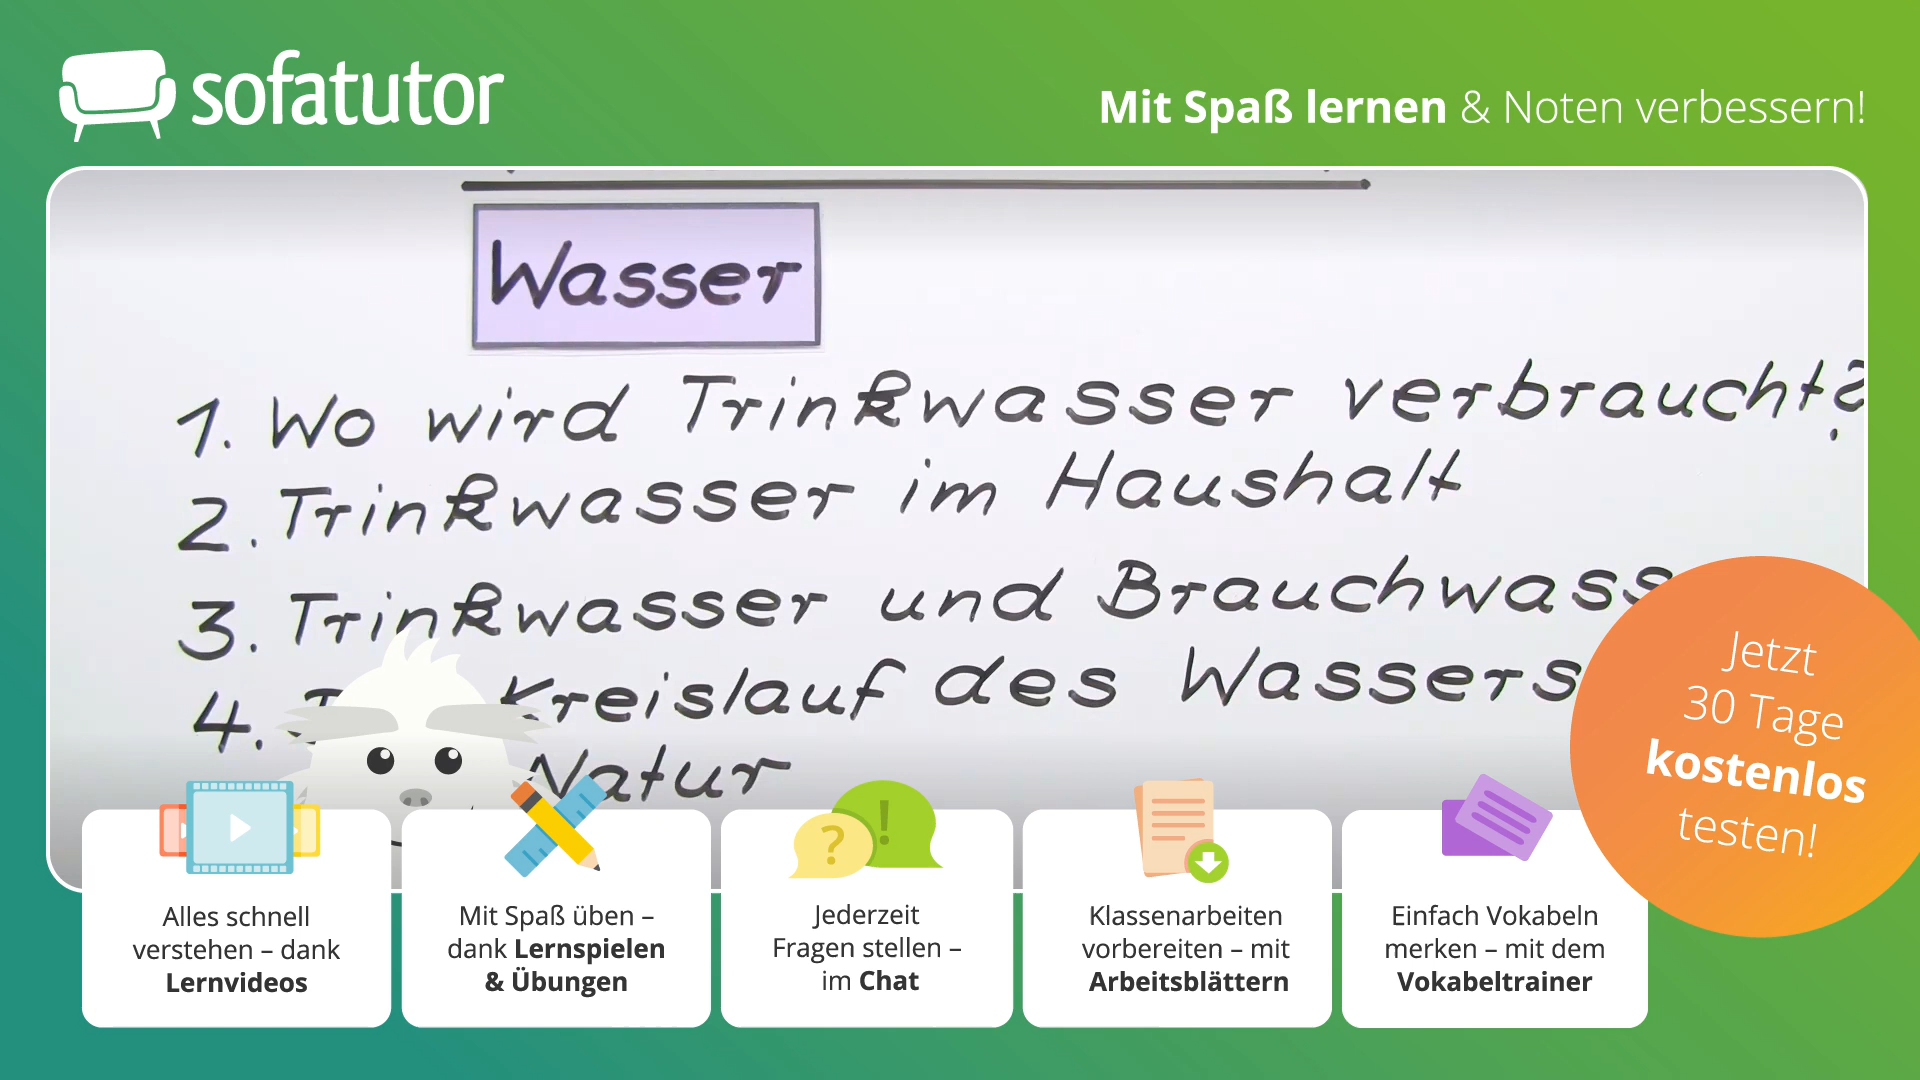 sofatutor
Mit Spaß lernen & Noten verbessern!
Wasser
1. Wo wird Trinkwasser verbraucht?
2. Trinkwasser im Haushalt
3. Trinkwasser und Brauchwass
4. Kreislauf des Wassers
Natur
Jetzt
30 Tage
kostenlos
testen!
Alles schnell
verstehen – dank
Lernvideos
Mit Spaß üben –
dank Lernspielen
& Übungen
? !
Jederzeit
Fragen stellen –
im Chat
Klassenarbeiten
vorbereiten – mit
Arbeitsblättern
Einfach Vokabeln
merken – mit dem
Vokabeltrainer